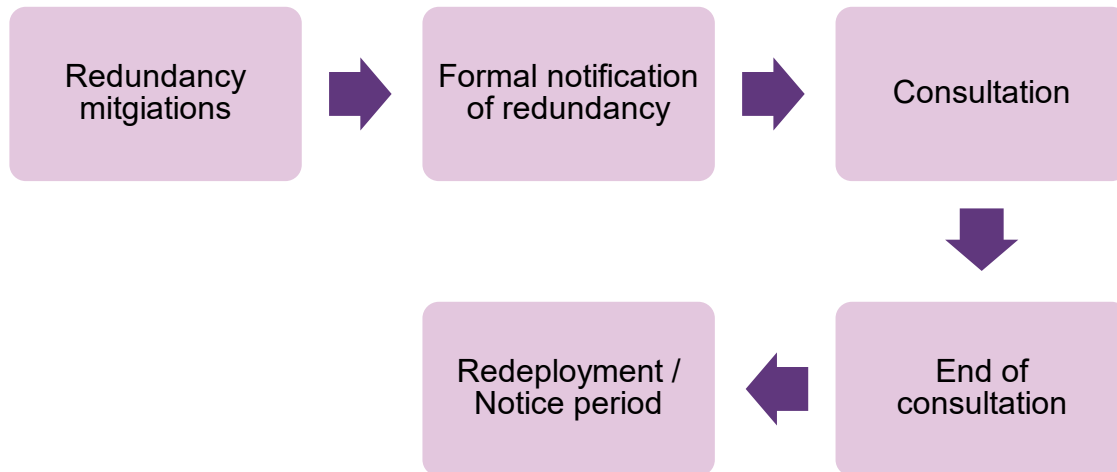 Redundancy
mitgiations
Formal notification
of redundancy
Consultation
End of
consultation
Redeployment /
Notice period